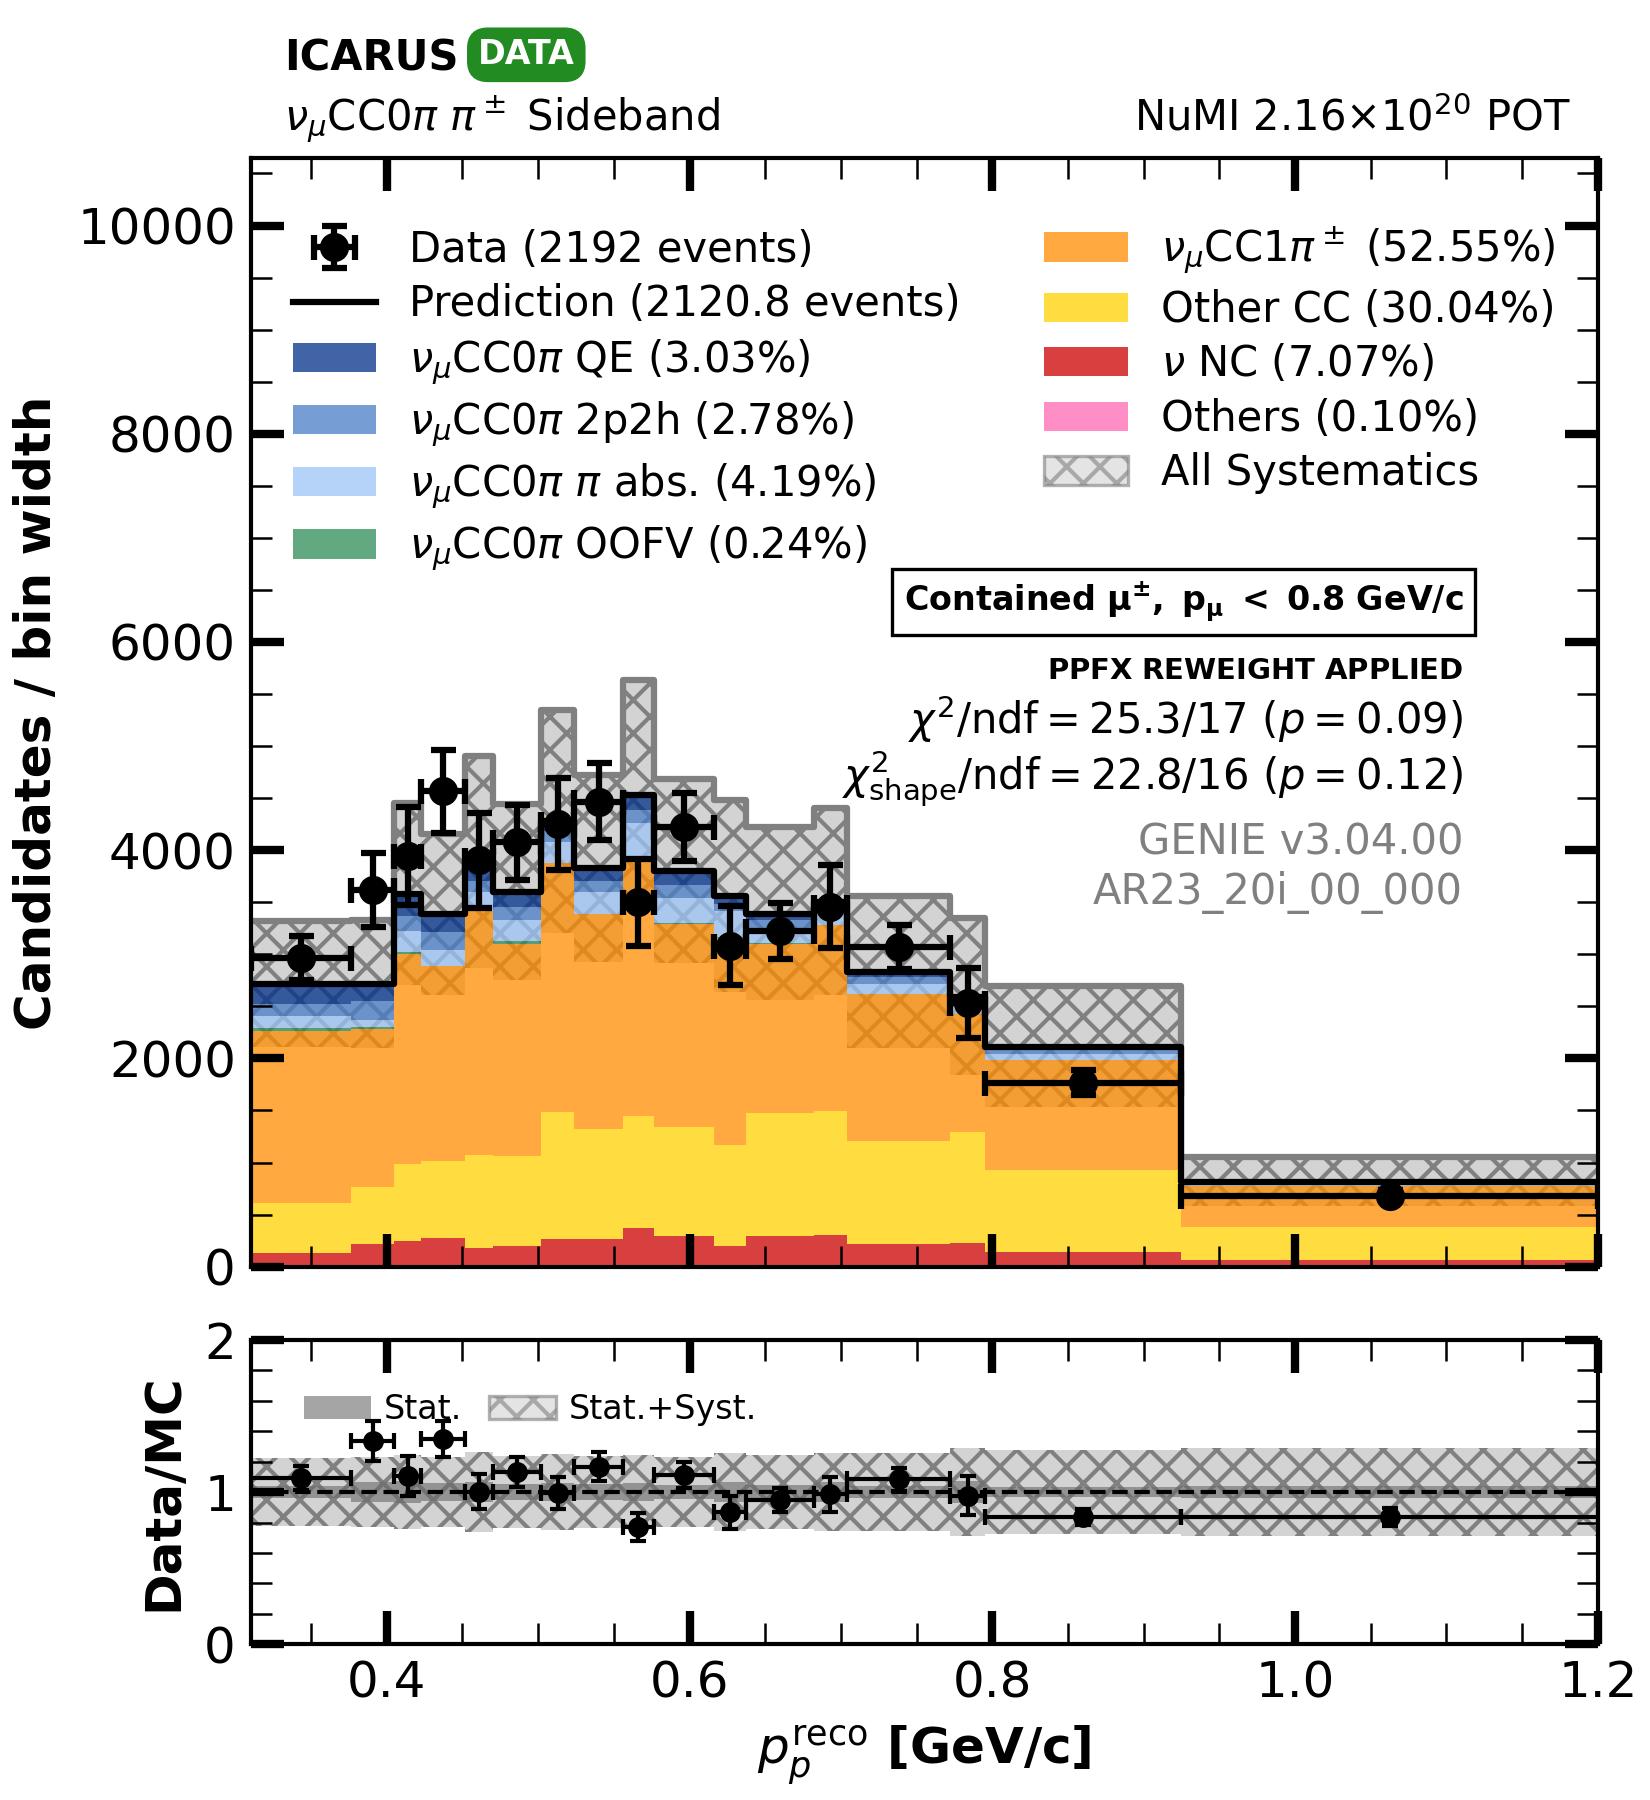 ICARUS DATA
νμCC0π π± Sideband
NuMI 2.16×10²⁰ POT
Candidates / bin width
10000
8000
6000
4000
2000
0
Data (2192 events)
Prediction (2120.8 events)
νμCC0π QE (3.03%)
νμCC0π 2p2h (2.78%)
νμCC0π π abs. (4.19%)
νμCC0π OOFV (0.24%)
νμCC1π± (52.55%)
Other CC (30.04%)
ν NC (7.07%)
Others (0.10%)
All Systematics
Contained μ±, pμ < 0.8 GeV/c
PPFX REWEIGHT APPLIED
χ²/ndf = 25.3/17 (p = 0.09)
χ²shape/ndf = 22.8/16 (p = 0.12)
GENIE v3.04.00
AR23_20i_00_000
Data/MC
2
1
0
Stat.
Stat.+Syst.
0.4 0.6 0.8 1.0 1.2
pₚʳᵉᶜᵒ [GeV/c]